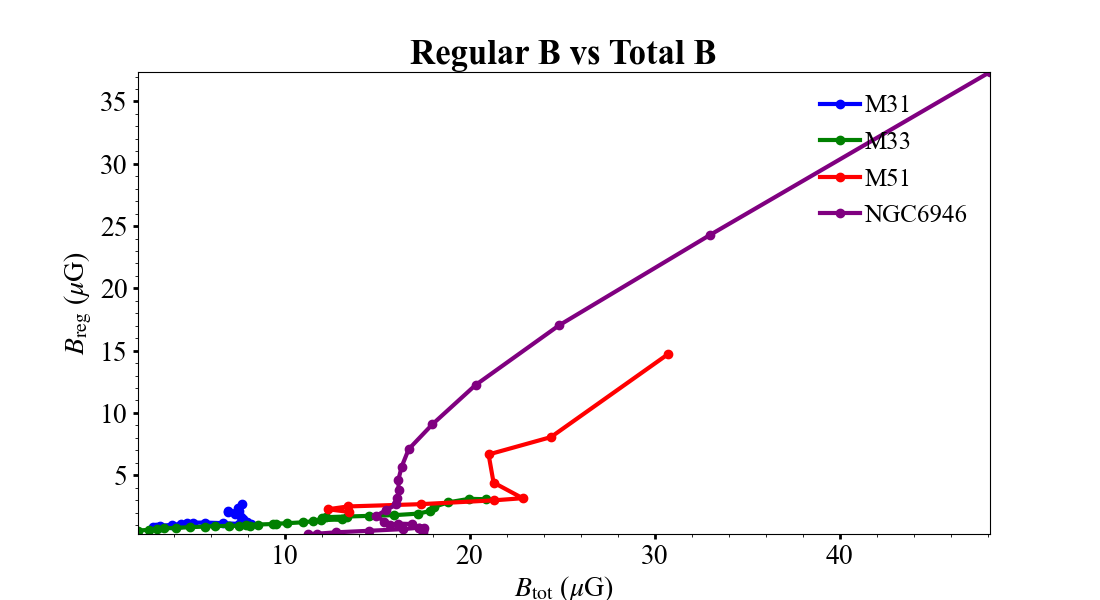 Regular B vs Total B
35
30
25
20
15
10
5
B_reg (μG)
M31
M33
M51
NGC6946
10
20
30
40
B_tot (μG)